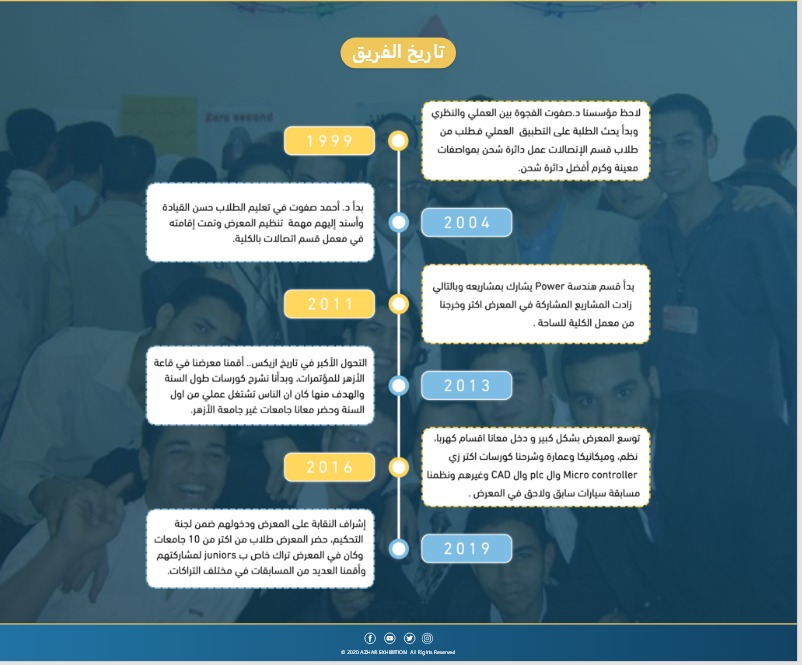 تاريخ الفريق
Zero second
لاحظ مؤسسنا د.صفوت الفجوة بين العملي والنظري
وبدأ يحث الطلبة على التطبيق العملي فطلب من
طلاب قسم الإتصالات عمل دائرة شحن بمواصفات
معينة وكرم أفضل دائرة شحن.
1999
بدأ د. أحمد صفوت في تعليم الطلاب حسن القيادة
وأسند إليهم مهمة تنظيم المعرض وتمت إقامته
في معمل قسم اتصالات بالكلية.
2004
بدأ قسم هندسة Power يشارك بمشاريعه وبالتالي
زادت المشاريع المشاركة في المعرض اكتر وخرجنا
من معمل الكلية للساحة .
2011
التحول الأكبر في تاريخ ازيكس.. أقمنا معرضنا في قاعة
الأزهر للمؤتمرات، وبدأنا نشرح كورسات طول السنة
والهدف منها كان ان الناس تشتغل عملي من اول
السنة وحضر معانا جامعات غير جامعة الأزهر.
2013
توسع المعرض بشكل كبير و دخل معانا اقسام كهربا،
نظم، وميكانيكا وعمارة وشرحنا كورسات اكتر زي
Micro controller وال plc وال CAD وغيرهم ونظمنا
مسابقة سيارات سابق ولاحق في المعرض .
2016
إشراف النقابة على المعرض ودخولهم ضمن لجنة
التحكيم، حضر المعرض طلاب من اكتر من 10 جامعات
وكان في المعرض تراك خاص ب juniors لمشاركتهم
وأقمنا العديد من المسابقات في مختلف التراكات.
2019
© 2020 AZHAR EXHIBITION All Rights Reserved